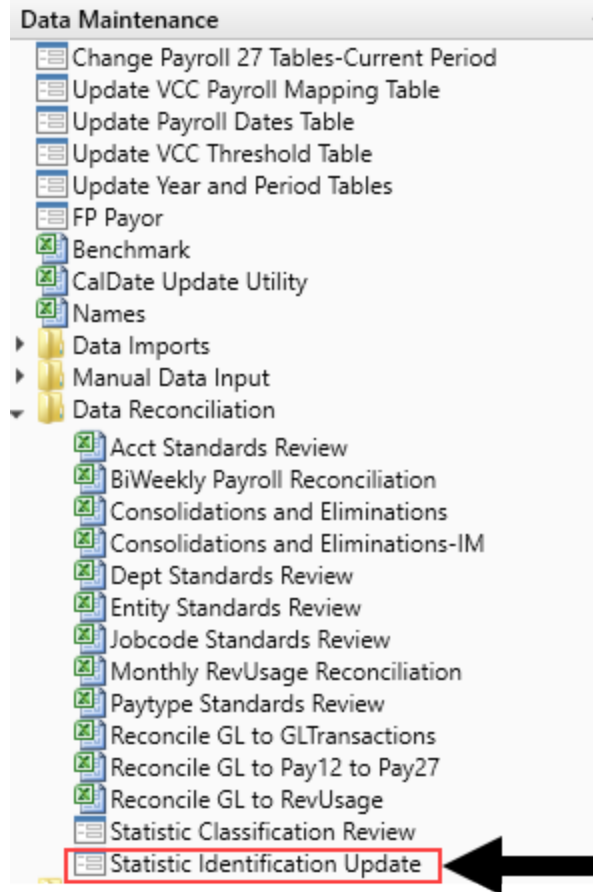 Data Maintenance
Change Payroll 27 Tables-Current Period
Update VCC Payroll Mapping Table
Update Payroll Dates Table
Update VCC Threshold Table
Update Year and Period Tables
FP Payor
Benchmark
CalDate Update Utility
Names
Data Imports
Manual Data Input
Data Reconciliation
Acct Standards Review
BiWeekly Payroll Reconciliation
Consolidations and Eliminations
Consolidations and Eliminations-IM
Dept Standards Review
Entity Standards Review
Jobcode Standards Review
Monthly RevUsage Reconciliation
Paytype Standards Review
Reconcile GL to GLTransactions
Reconcile GL to Pay12 to Pay27
Reconcile GL to RevUsage
Statistic Classification Review
Statistic Identification Update